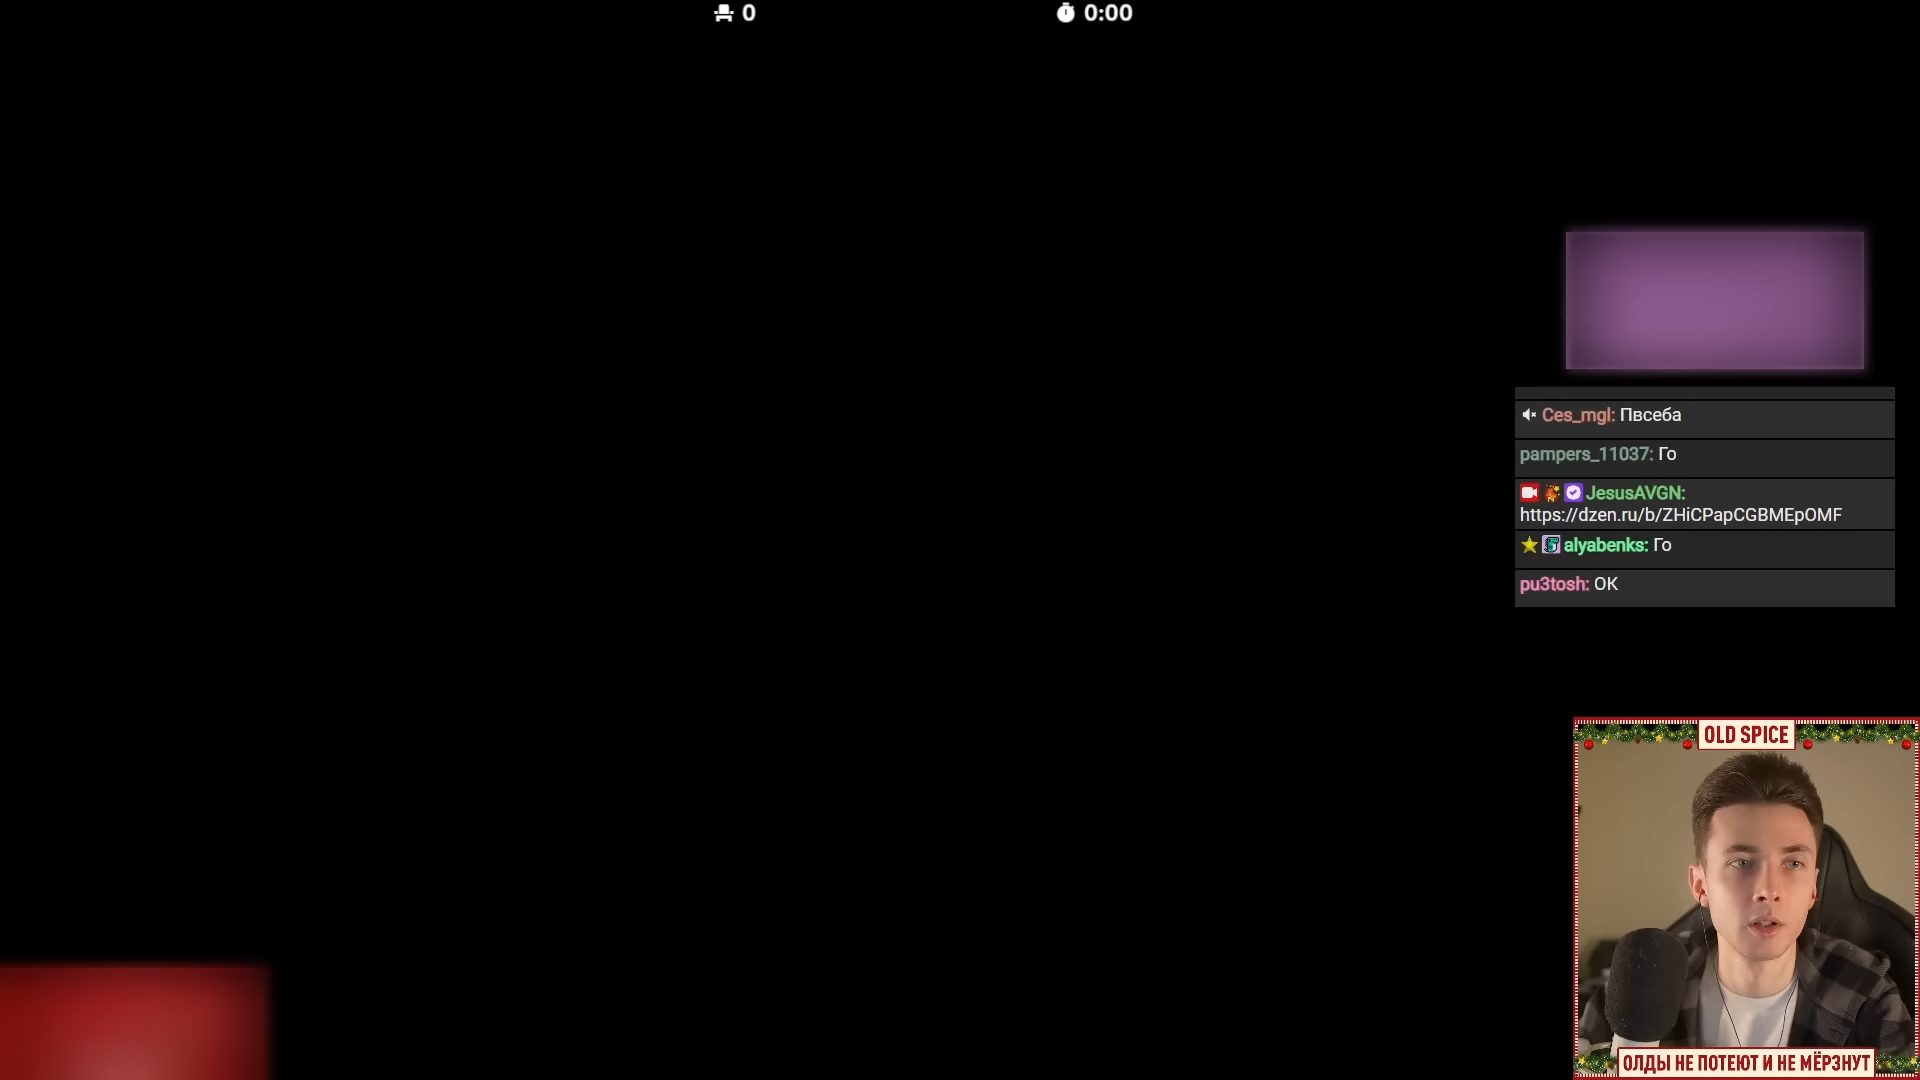 0
0:00
Ces_mgl: Пвсеба
pampers_11037: Го
JesusAVGN:
https://dzen.ru/b/ZHiCPapCGBMEpOMF
alyabenks: Го
pu3tosh: ОК
OLD SPICE
ОЛДЫ НЕ ПОТЕЮТ И НЕ МЁРЗНУТ